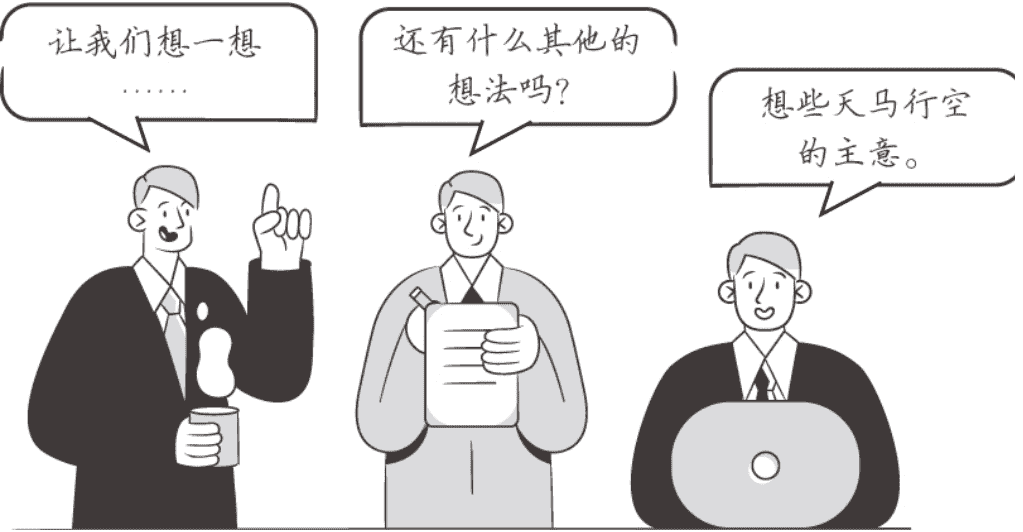 让我们想一想
……
还有什么其他的
想法吗？
想些天马行空
的主意。